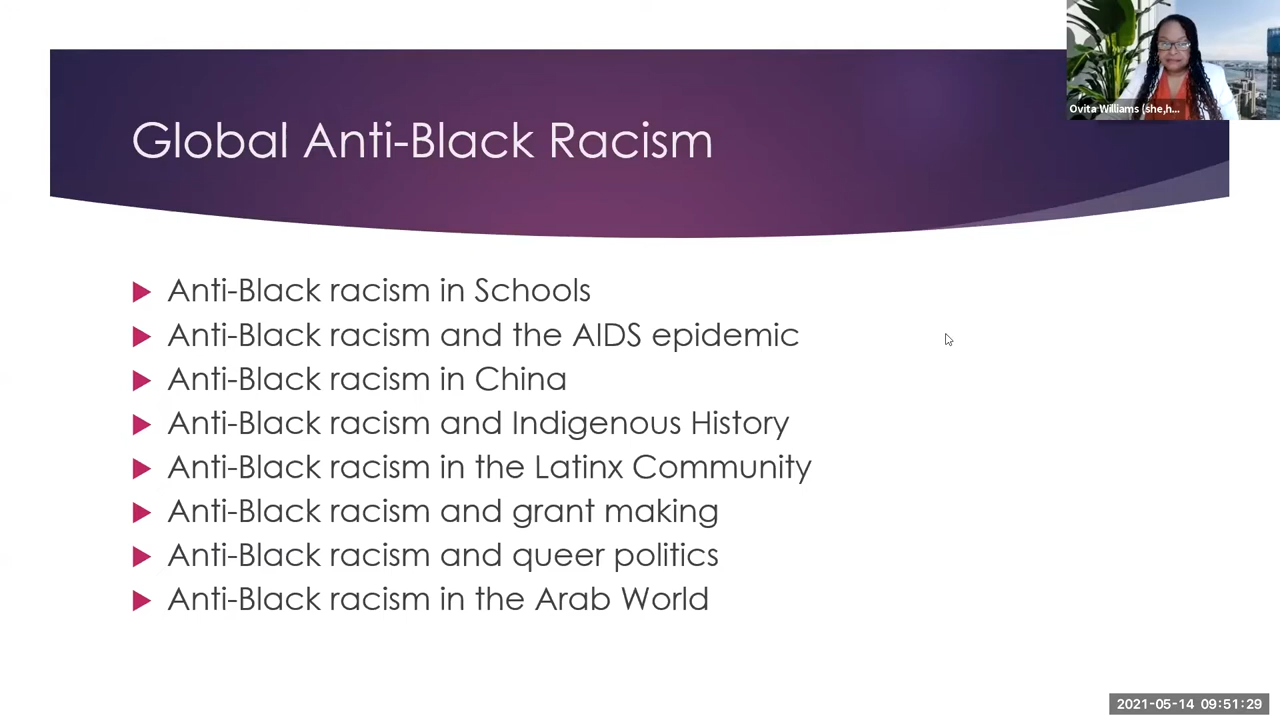 Ovita Williams (she,h...
Global Anti-Black Racism
Anti-Black racism in Schools
Anti-Black racism and the AIDS epidemic
Anti-Black racism in China
Anti-Black racism and Indigenous History
Anti-Black racism in the Latinx Community
Anti-Black racism and grant making
Anti-Black racism and queer politics
Anti-Black racism in the Arab World
2021-05-14 09:51:29